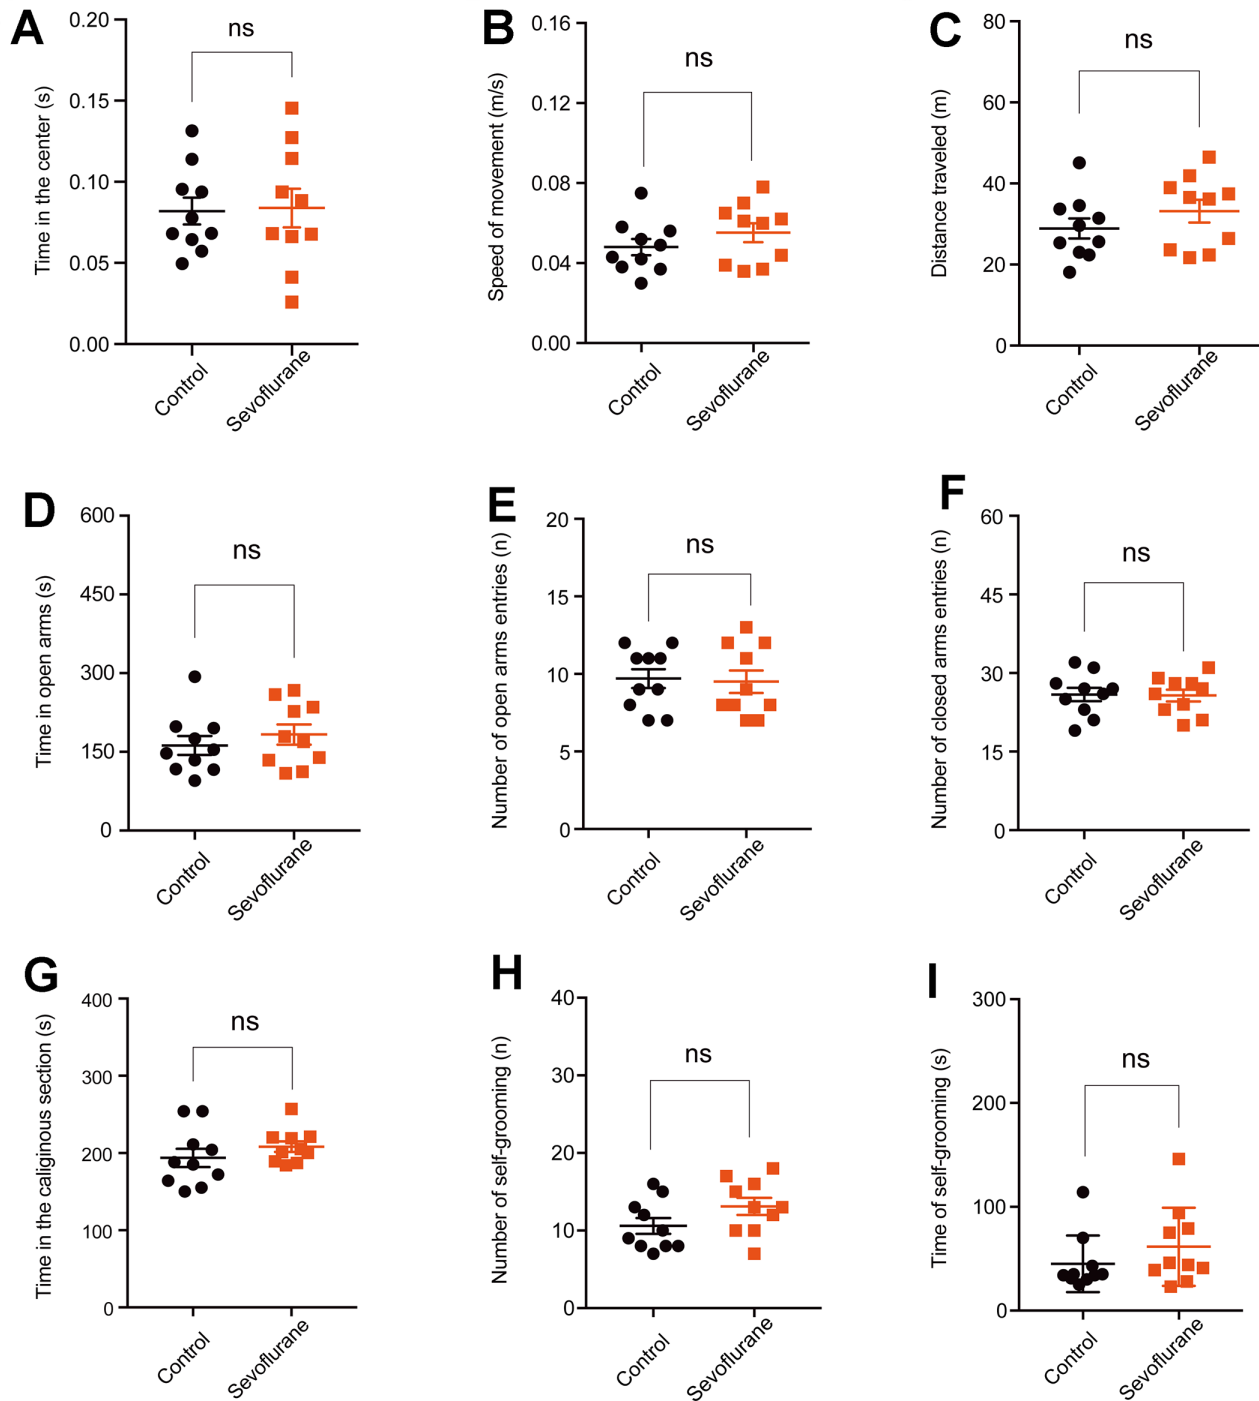 A
Time in the center (s)
0.20
0.15
0.10
0.05
0.00
ns
Control
Sevoflurane
B
Speed of movement (m/s)
0.16
0.12
0.08
0.04
0.00
ns
Control
Sevoflurane
C
Distance traveled (m)
80
60
40
20
0
ns
Control
Sevoflurane
D
Time in open arms (s)
600
450
300
150
0
ns
Control
Sevoflurane
E
Number of open arms entries (n)
20
15
10
5
0
ns
Control
Sevoflurane
F
Number of closed arms entries (n)
60
45
30
15
0
ns
Control
Sevoflurane
G
Time in the caliginous section (s)
400
300
200
100
0
ns
Control
Sevoflurane
H
Number of self-grooming (n)
40
30
20
10
0
ns
Control
Sevoflurane
I
Time of self-grooming (s)
300
200
100
0
ns
Control
Sevoflurane